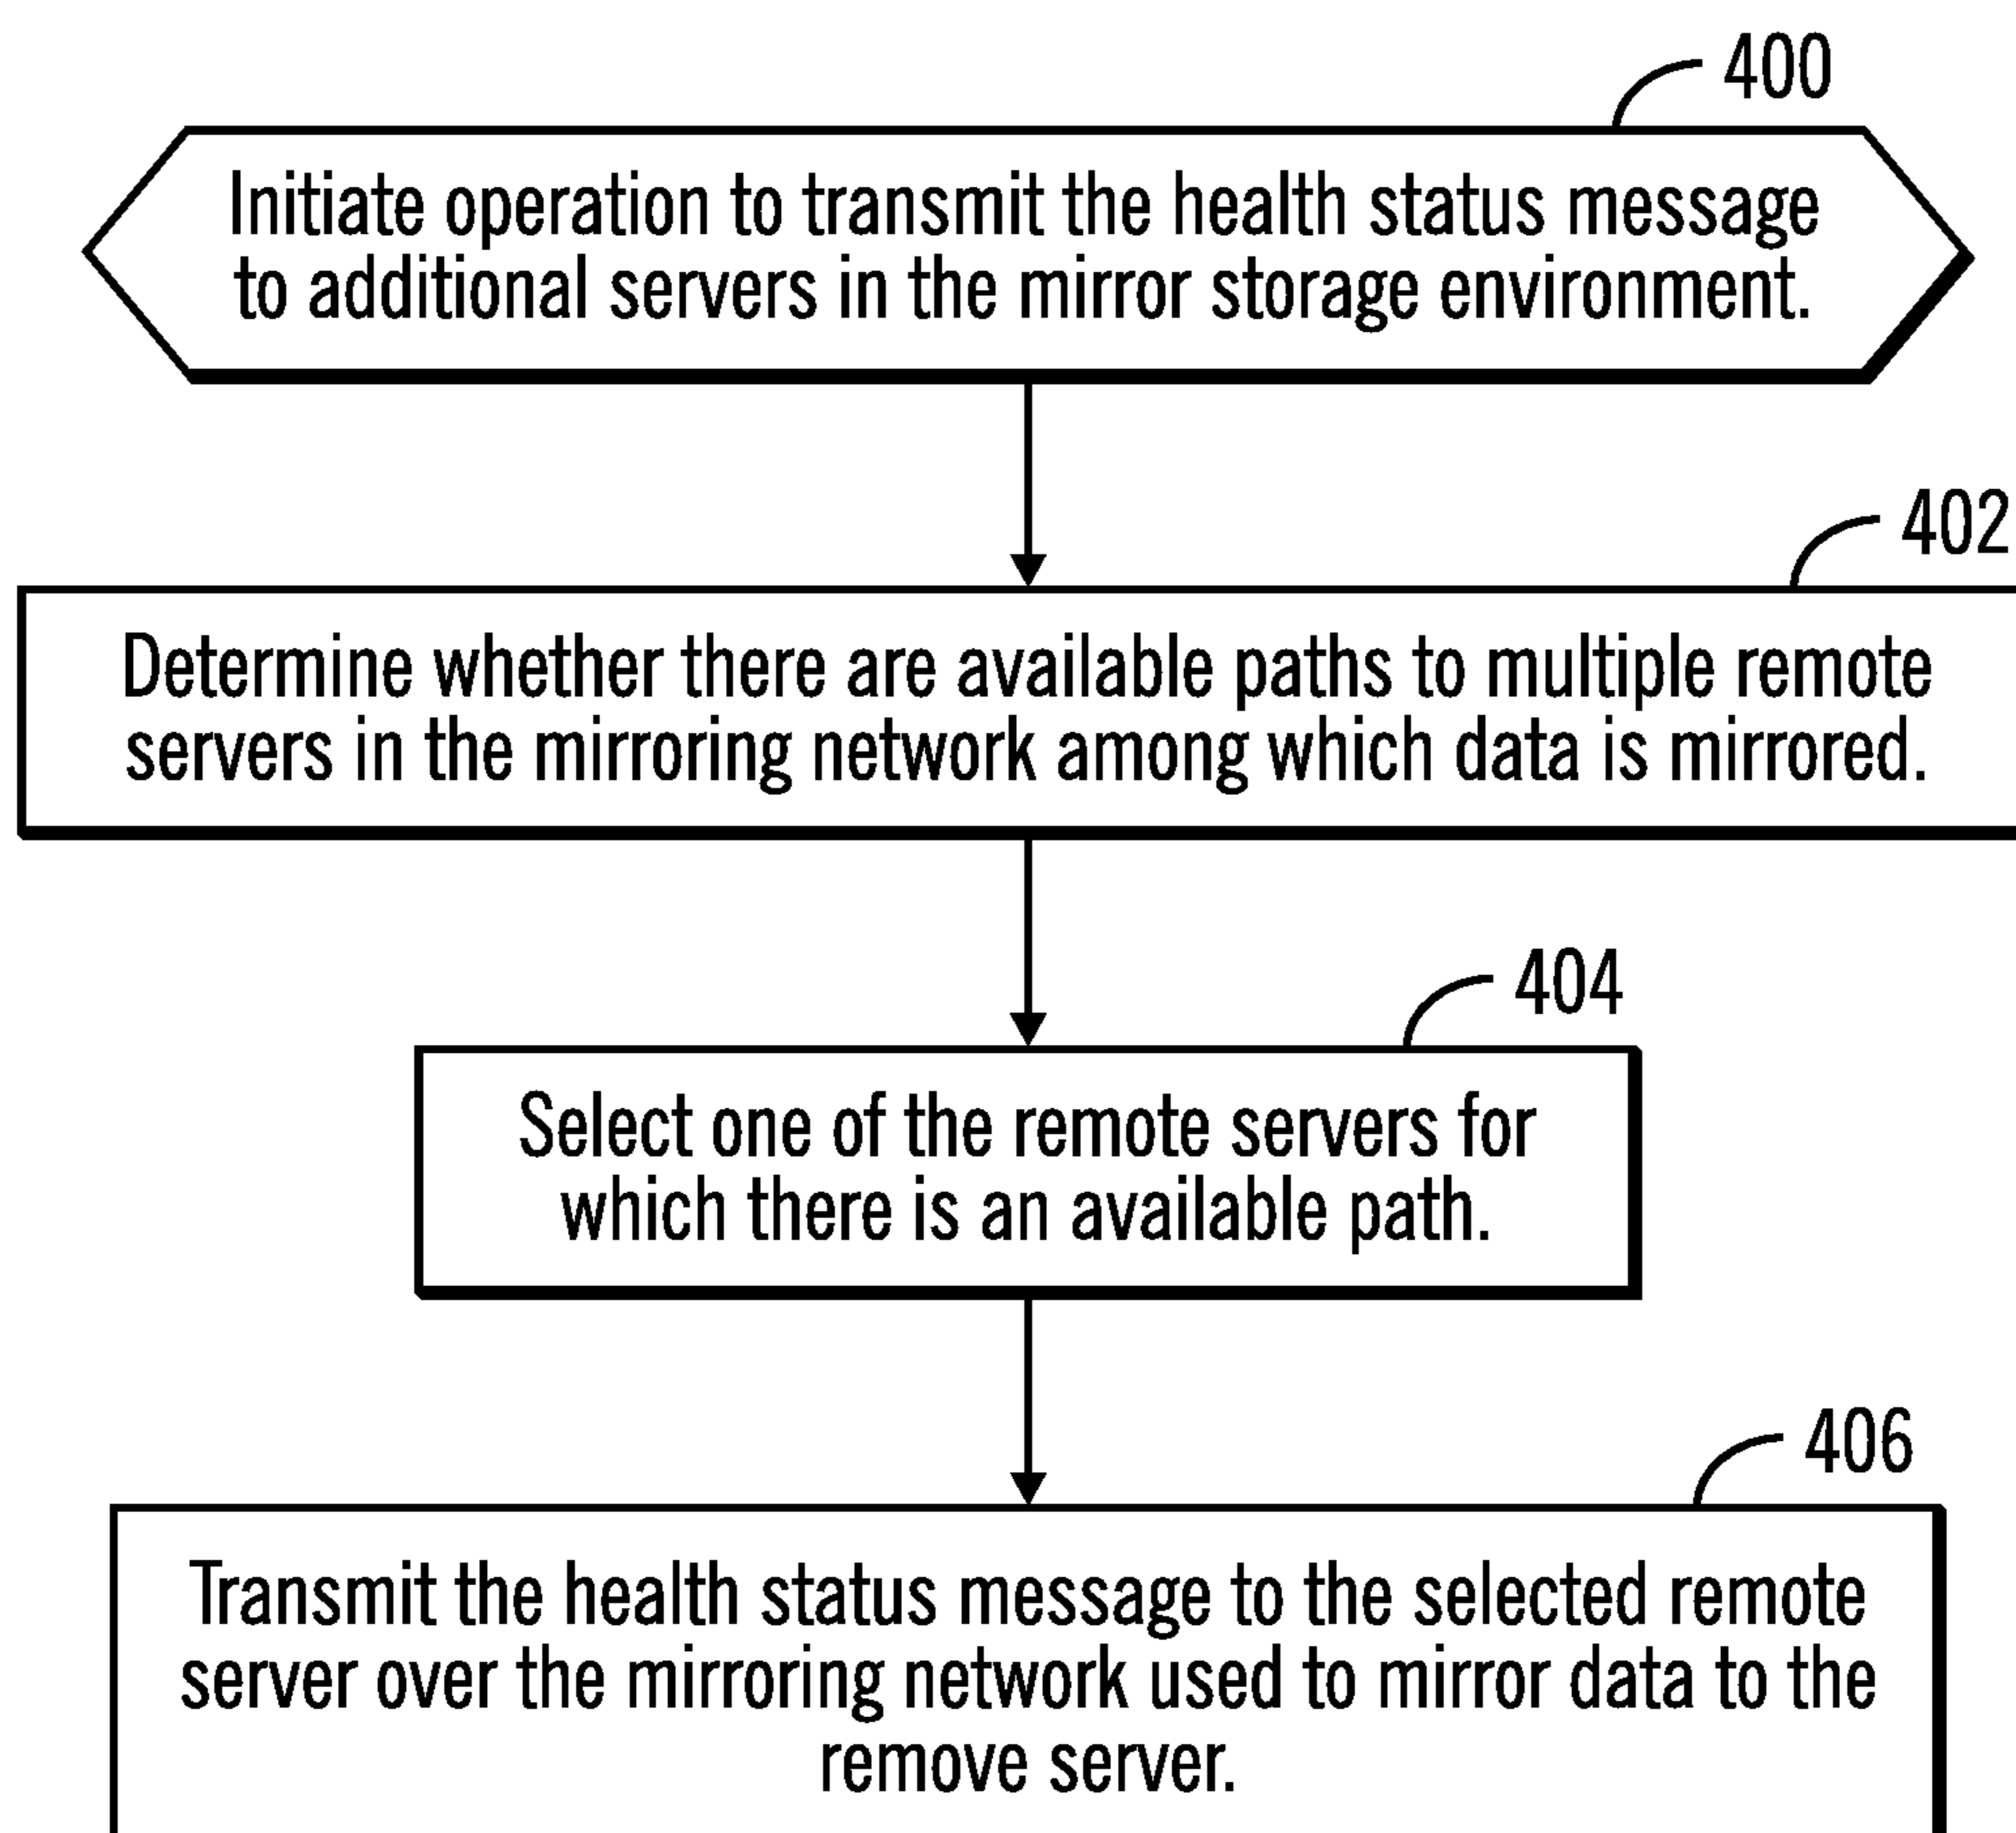 400
Initiate operation to transmit the health status message
to additional servers in the mirror storage environment.
402
Determine whether there are available paths to multiple remote
servers in the mirroring network among which data is mirrored.
404
Select one of the remote servers for
which there is an available path.
406
Transmit the health status message to the selected remote
server over the mirroring network used to mirror data to the
remove server.